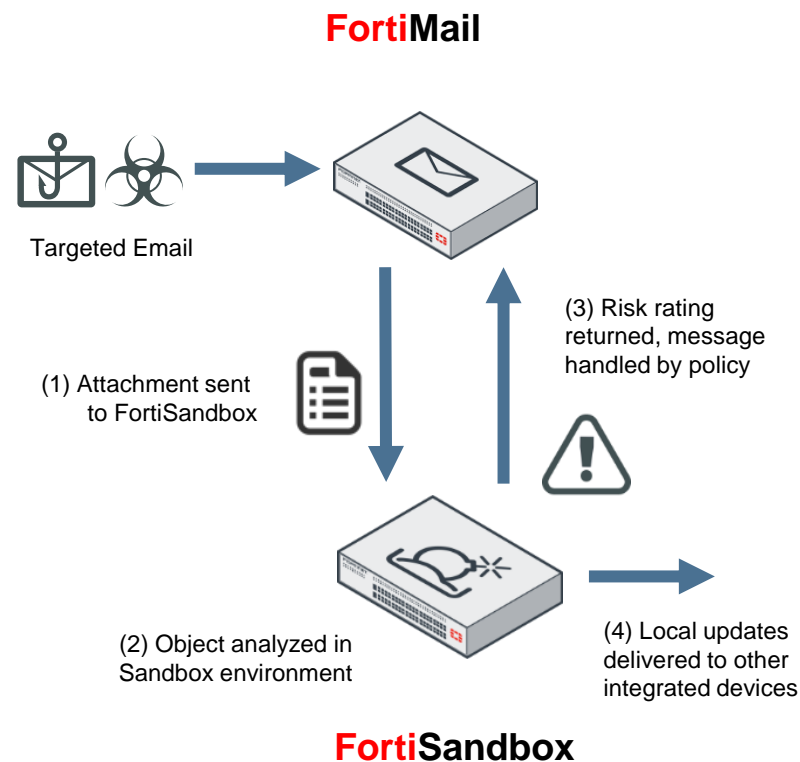 FortiMail
Targeted Email
(3) Risk rating
returned, message
handled by policy
(1) Attachment sent
to FortiSandbox
(2) Object analyzed in
Sandbox environment
(4) Local updates
delivered to other
integrated devices
FortiSandbox